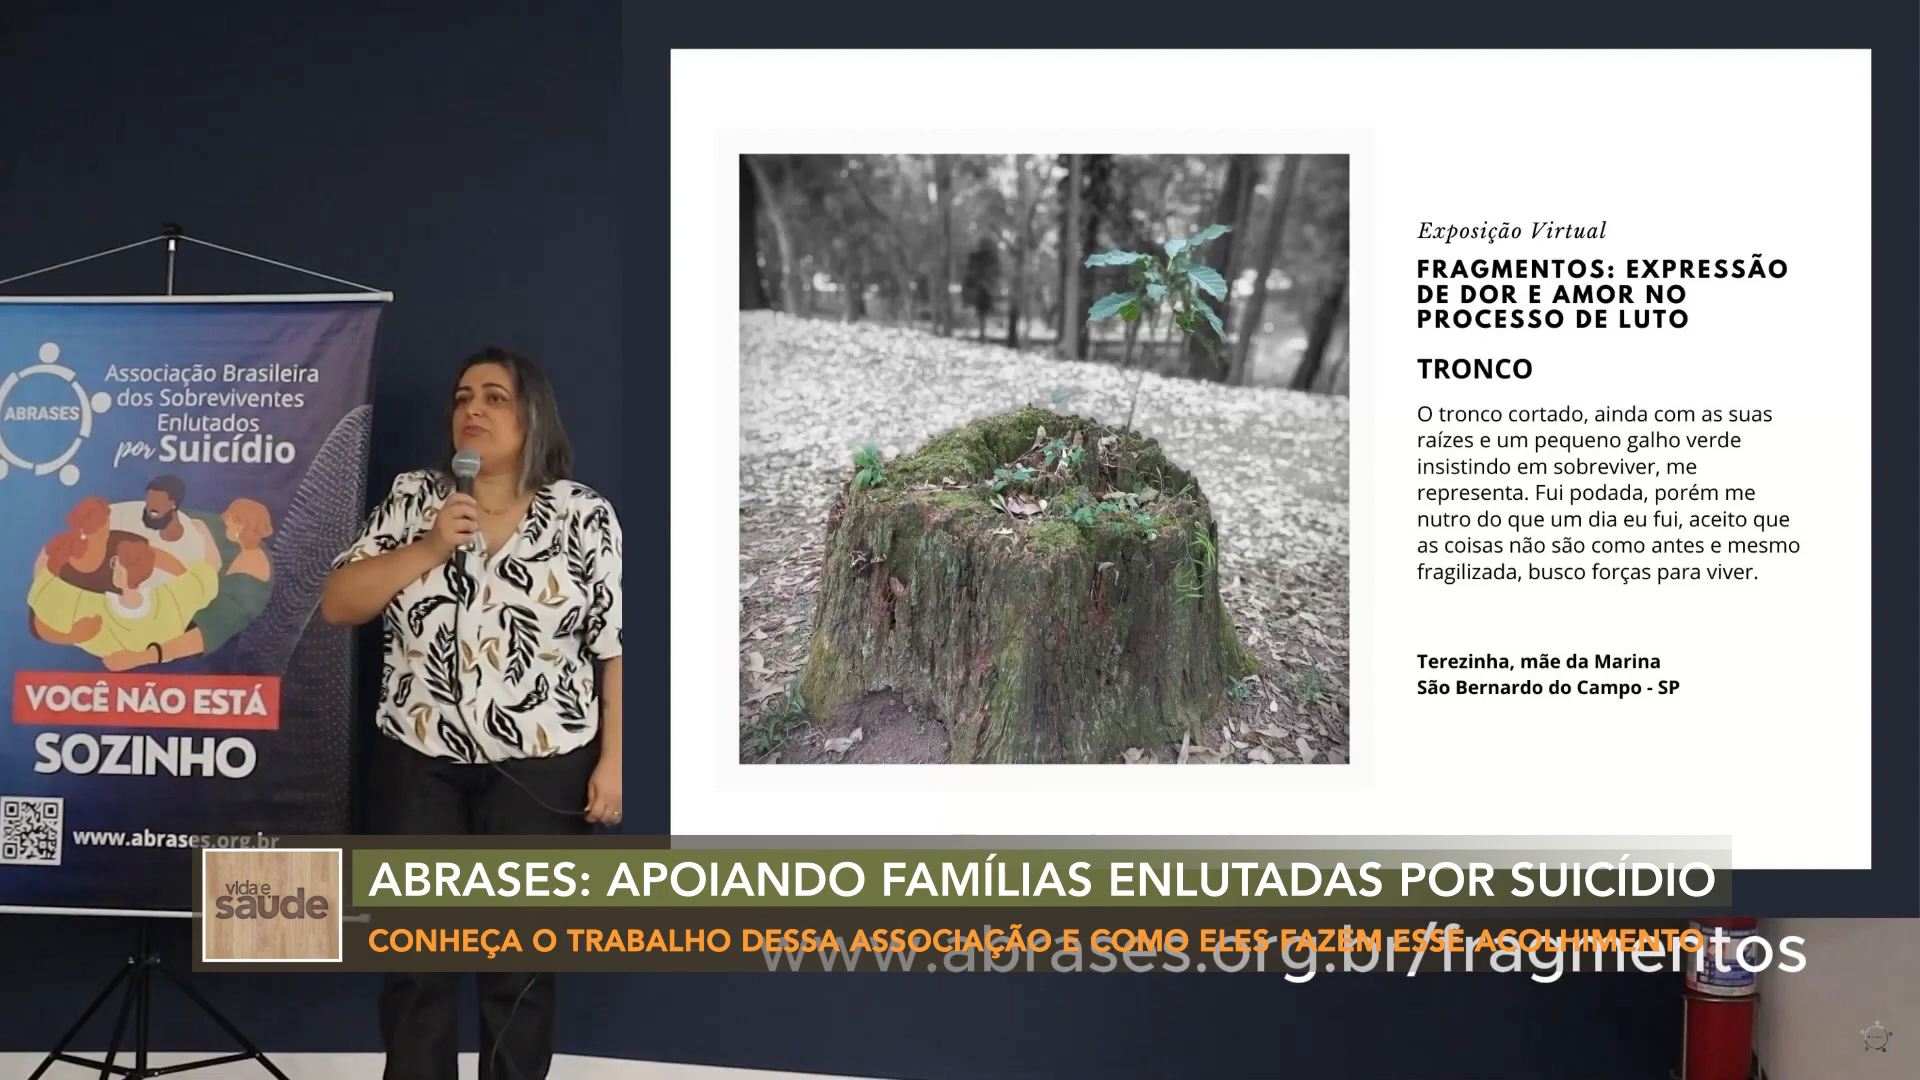 ABRASES
Associação Brasileira
dos Sobreviventes
Enlutados
por Suicídio
VOCÊ NÃO ESTÁ
SOZINHO
www.abrases.org.br
Exposição Virtual
FRAGMENTOS: EXPRESSÃO
DE DOR E AMOR NO
PROCESSO DE LUTO
TRONCO
O tronco cortado, ainda com as suas
raízes e um pequeno galho verde
insistindo em sobreviver, me
representa. Fui podada, porém me
nutro do que um dia eu fui, aceito que
as coisas não são como antes e mesmo
fragilizada, busco forças para viver.
Terezinha, mãe da Marina
São Bernardo do Campo - SP
vida e
saúde
ABRASES: APOIANDO FAMÍLIAS ENLUTADAS POR SUICÍDIO
CONHEÇA O TRABALHO DESSA ASSOCIAÇÃO E COMO ELES FAZEM ESSE ACOLHIMENTO
www.abrases.org.br/fragmentos